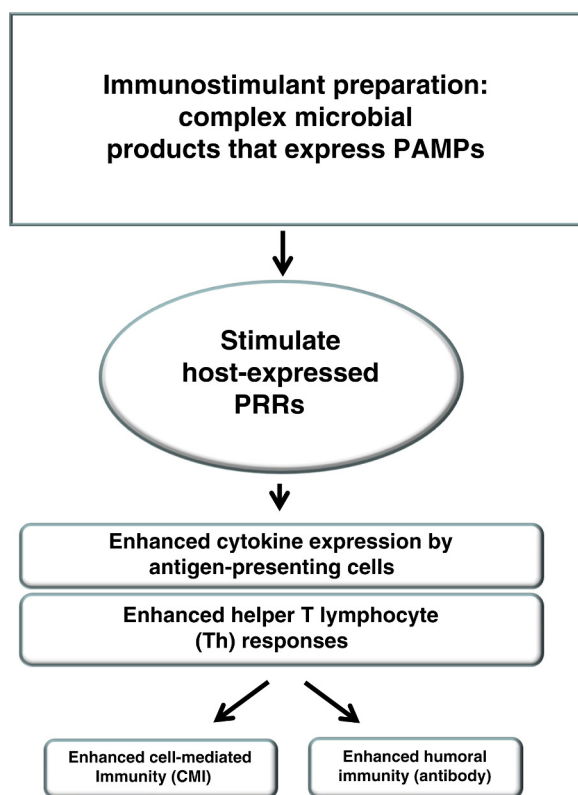 Immunostimulant preparation:
complex microbial
products that express PAMPs
Stimulate
host-expressed
PRRs
Enhanced cytokine expression by
antigen-presenting cells
Enhanced helper T lymphocyte
(Th) responses
Enhanced cell-mediated
Immunity (CMI)
Enhanced humoral
immunity (antibody)